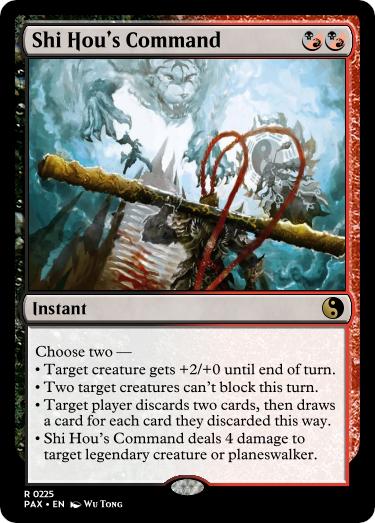 Shi Hou's Command
Instant
Choose two —
• Target creature gets +2/+0 until end of turn.
• Two target creatures can't block this turn.
• Target player discards two cards, then draws
a card for each card they discarded this way.
• Shi Hou's Command deals 4 damage to
target legendary creature or planeswalker.
R 0225
PAX • EN Wu Tong